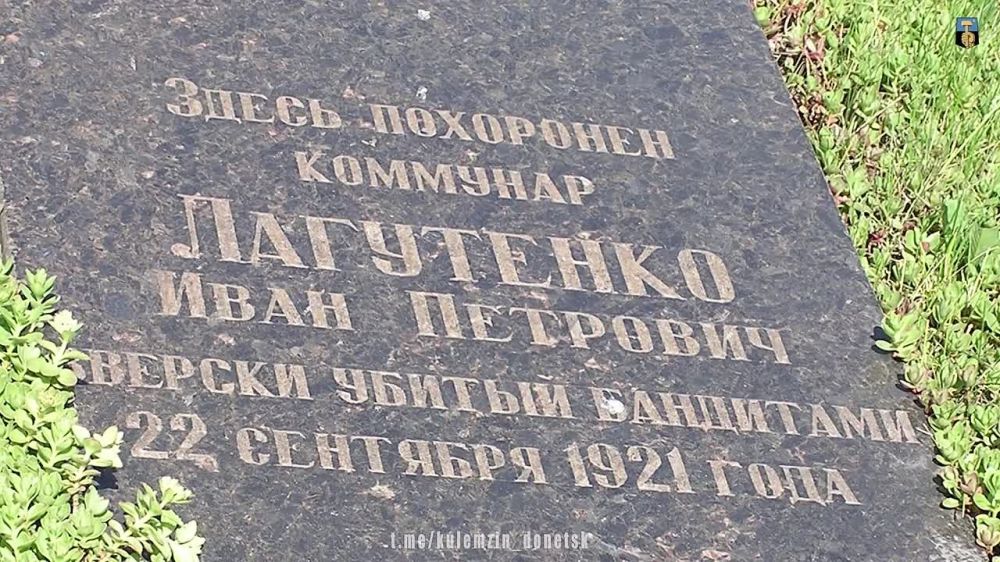 Здесь похоронен
коммунар
Лагутенко
Иван Петрович
зверски убитый бандитами
22 сентября 1921 года
t.me/kulemzin_donetsk